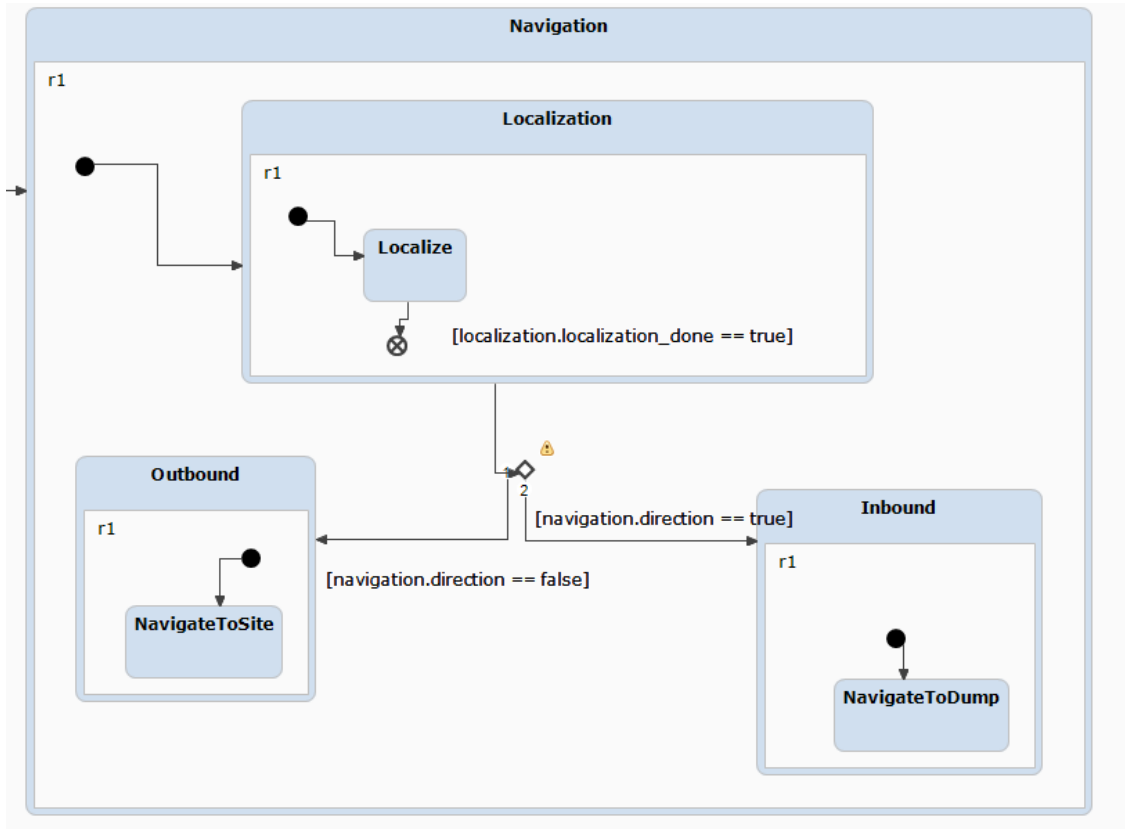 Navigation
r1
Localization
r1
Localize
[localization.localization_done == true]
Outbound
r1
NavigateToSite
2
[navigation.direction == true]
[navigation.direction == false]
Inbound
r1
NavigateToDump